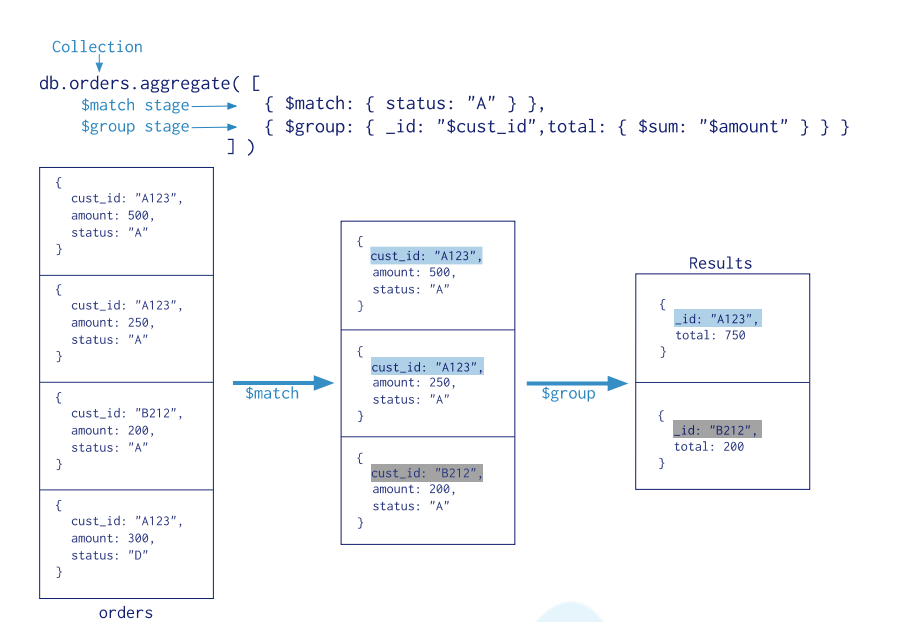 Collection
db.orders.aggregate( [
$match stage
{ $match: { status: "A" } },
$group stage
{ $group: { _id: "$cust_id",total: { $sum: "$amount" } } }
] )
{
cust_id: "A123",
amount: 500,
status: "A"
}
{
cust_id: "A123",
amount: 250,
status: "A"
}
{
cust_id: "B212",
amount: 200,
status: "A"
}
{
cust_id: "A123",
amount: 300,
status: "D"
}
orders
$match
{
cust_id: "A123",
amount: 500,
status: "A"
}
{
cust_id: "A123",
amount: 250,
status: "A"
}
{
cust_id: "B212",
amount: 200,
status: "A"
}
$group
Results
{
_id: "A123",
total: 750
}
{
_id: "B212",
total: 200
}